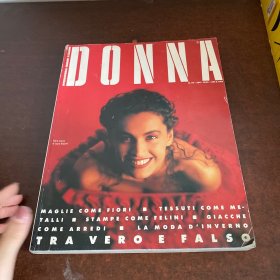 DONNA
MAGLIE COME FIORI ■ TESSUTI COME ME-
TALLI ■ STAMPE COME FELINI ■ GIACCHE
COME ARREDI ■ LA MODA D'INVERNO
TRA VERO E FALSO